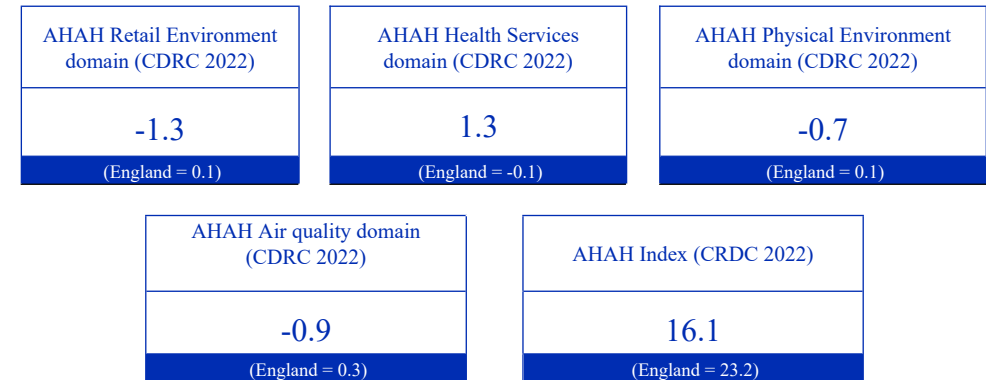 AHAH Retail Environment
domain (CDRC 2022)
-1.3
(England = 0.1)
AHAH Health Services
domain (CDRC 2022)
1.3
(England = -0.1)
AHAH Physical Environment
domain (CDRC 2022)
-0.7
(England = 0.1)
AHAH Air quality domain
(CDRC 2022)
-0.9
(England = 0.3)
AHAH Index (CRDC 2022)
16.1
(England = 23.2)